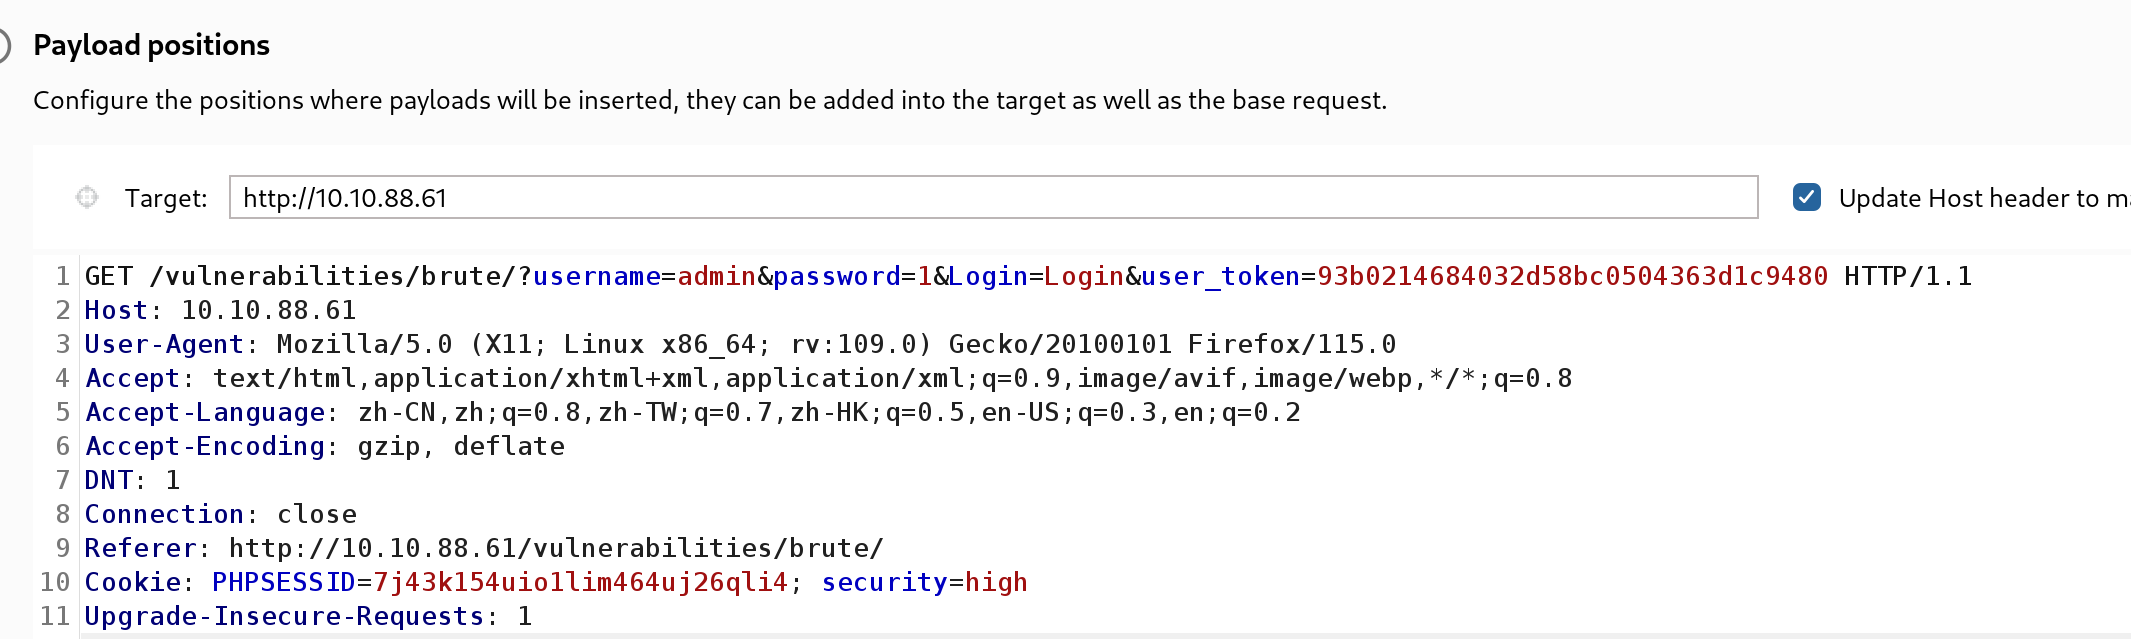 Payload positions
Configure the positions where payloads will be inserted, they can be added into the target as well as the base request.
Target: http://10.10.88.61 Update Host header to
1 GET /vulnerabilities/brute/?username=admin&password=1&Login=Login&user_token=93b0214684032d58bc0504363d1c9480 HTTP/1.1
2 Host: 10.10.88.61
3 User-Agent: Mozilla/5.0 (X11; Linux x86_64; rv:109.0) Gecko/20100101 Firefox/115.0
4 Accept: text/html,application/xhtml+xml,application/xml;q=0.9,image/avif,image/webp,*/*;q=0.8
5 Accept-Language: zh-CN,zh;q=0.8,zh-TW;q=0.7,zh-HK;q=0.5,en-US;q=0.3,en;q=0.2
6 Accept-Encoding: gzip, deflate
7 DNT: 1
8 Connection: close
9 Referer: http://10.10.88.61/vulnerabilities/brute/
10 Cookie: PHPSESSID=7j43k154uio1lim464uj26qli4; security=high
11 Upgrade-Insecure-Requests: 1